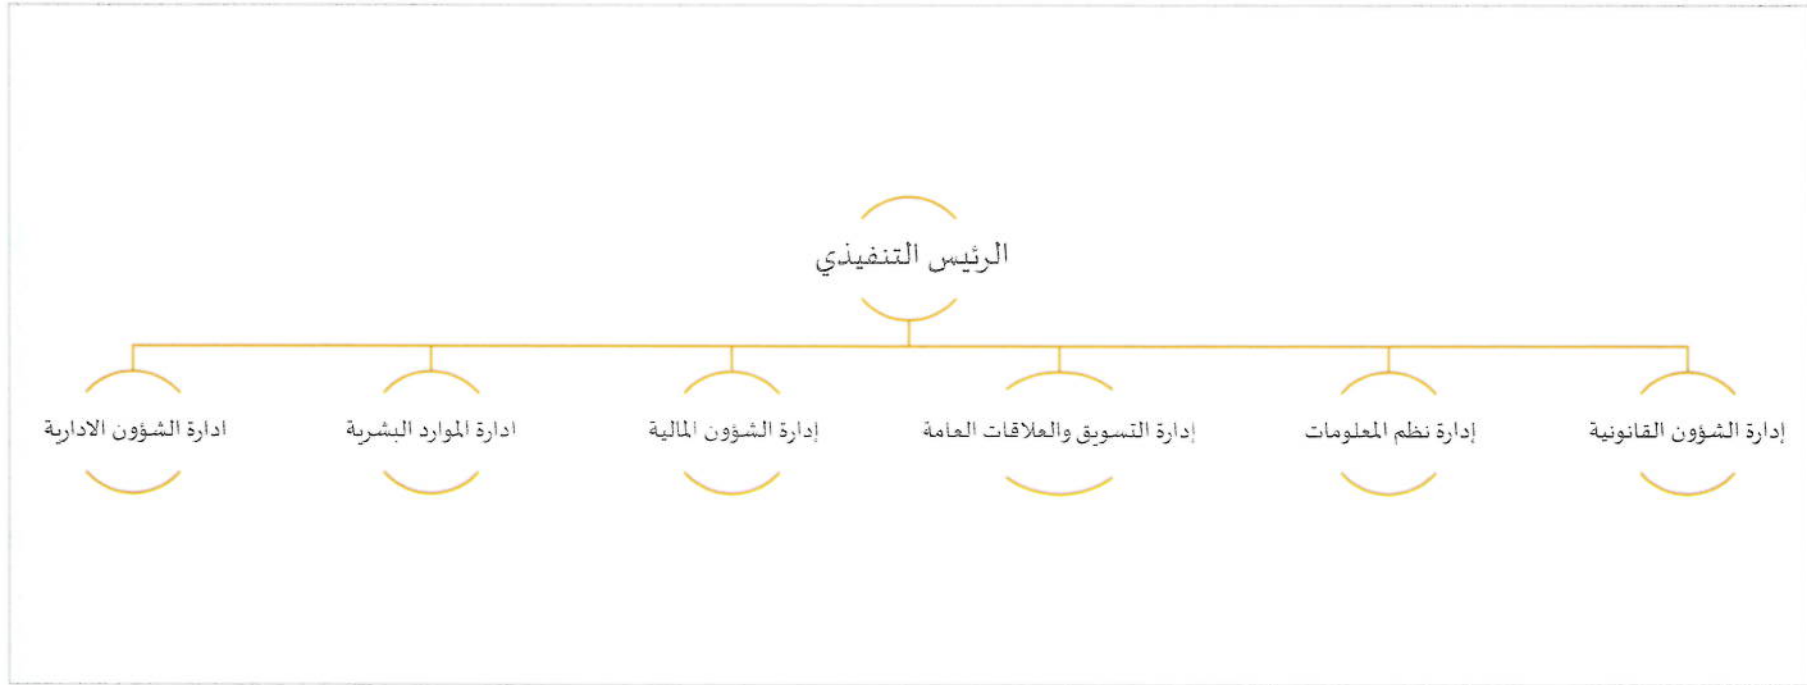 الرئيس التنفيذي
إدارة الشؤون القانونية
إدارة نظم المعلومات
إدارة التسويق والعلاقات العامة
إدارة الشؤون المالية
ادارة الموارد البشرية
ادارة الشؤون الادارية